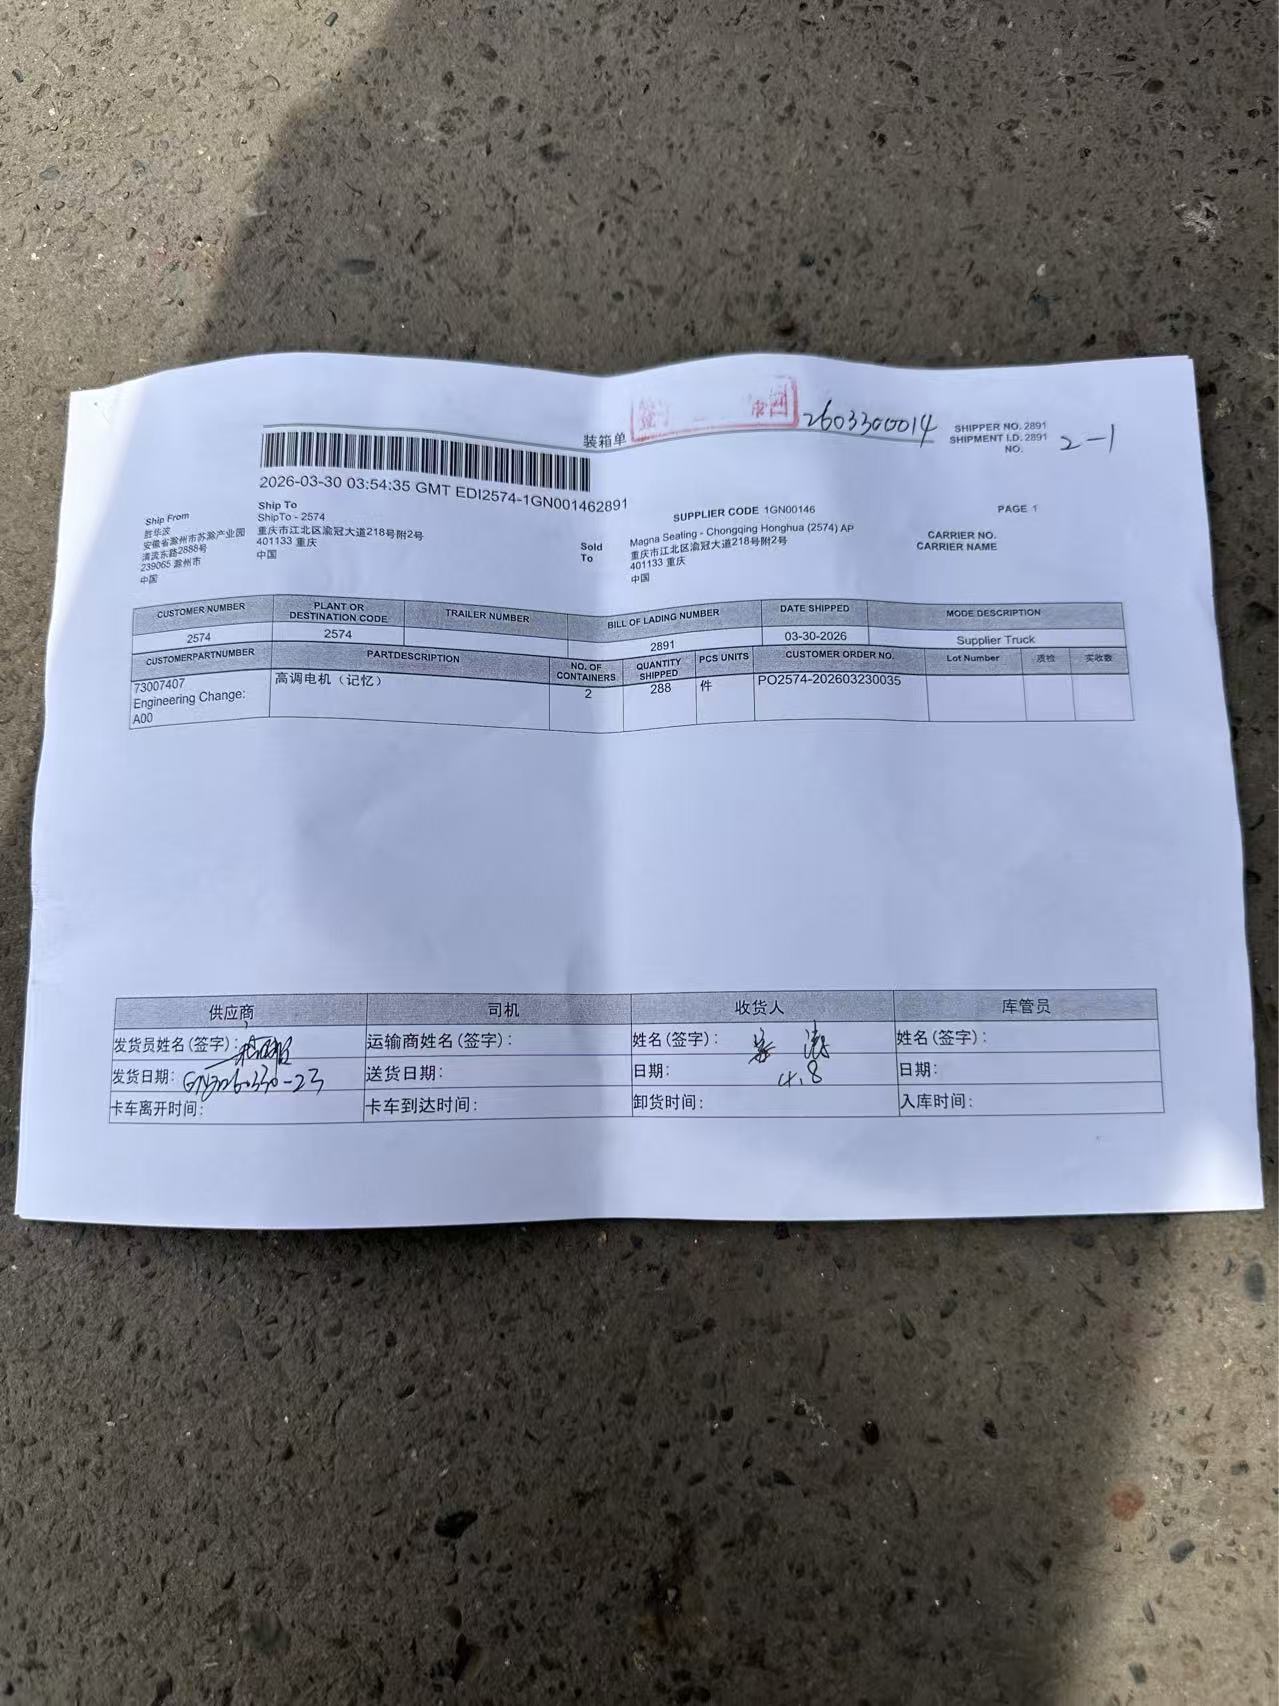 装箱单
2603300014
SHIPPER NO. 2891
SHIPMENT I.D. 2891
NO.
2-1
2026-03-30 03:54:35 GMT EDI2574-1GN001462891
Ship From
胜华波
安徽省滁州市苏滁产业园
清流东路2888号
239065 滁州市
中国
Ship To
ShipTo - 2574
重庆市江北区渝冠大道218号附2号
401133 重庆
中国
Sold
To
SUPPLIER CODE 1GN00146
Magna Seating - Chongqing Honghua (2574) AP
重庆市江北区渝冠大道218号附2号
401133 重庆
中国
PAGE 1
CARRIER NO.
CARRIER NAME
CUSTOMER NUMBER PLANT OR DESTINATION CODE TRAILER NUMBER BILL OF LADING NUMBER DATE SHIPPED MODE DESCRIPTION
2574 2574 2891 03-30-2026 Supplier Truck
CUSTOMERPARTNUMBER PARTDESCRIPTION NO. OF CONTAINERS QUANTITY SHIPPED PCS UNITS CUSTOMER ORDER NO. Lot Number 质检 实收数
73007407 高调电机（记忆） 2 288 件 PO2574-202603230035
Engineering Change:
A00
供应商 司机 收货人 库管员
发货员姓名(签字): 运输商姓名(签字): 姓名(签字): 姓名(签字):
发货日期: 送货日期: 日期: 4.8 日期:
卡车离开时间: 卡车到达时间: 卸货时间: 入库时间: